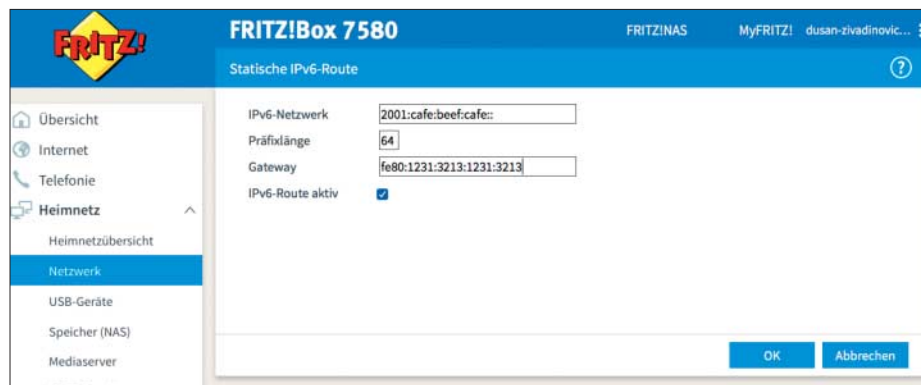 FRITZ!
FRITZ!Box 7580
FRITZ!NAS
MyFRITZ!
dusan-zivadinovic...
Statische IPv6-Route
?
Übersicht
Internet
Telefonie
Heimnetz
Heimnetzübersicht
Netzwerk
USB-Geräte
Speicher (NAS)
Mediaserver
IPv6-Netzwerk 2001:cafe:beef:cafe::
Präfixlänge 64
Gateway fe80:1231:3213:1231:3213
IPv6-Route aktiv
OK
Abbrechen